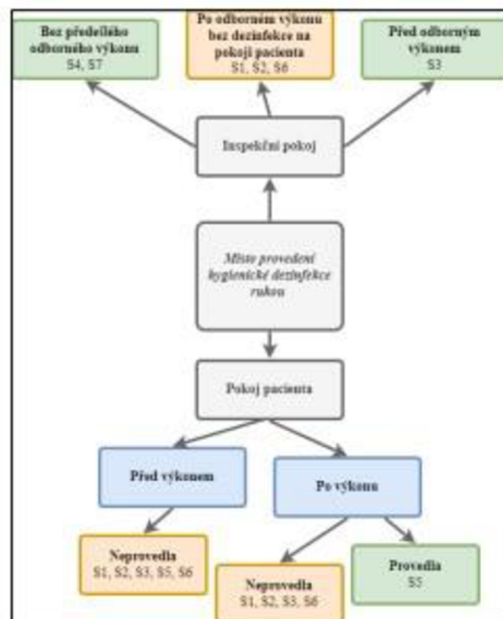 Bez předešlého
odborného výkonu
S4, S7
Po odborném výkonu
bez dezinfekce na
pokoji pacienta
S1, S2, S6
Před odborným
výkonem
S3
Inspekční pokoj
Místo provedení
hygienické dezinfekce
rukou
Pokoj pacienta
Před výkonem
Po výkonu
Neprovedla
S1, S2, S3, S5, S6
Neprovedla
S1, S2, S3, S6
Provedla
S5